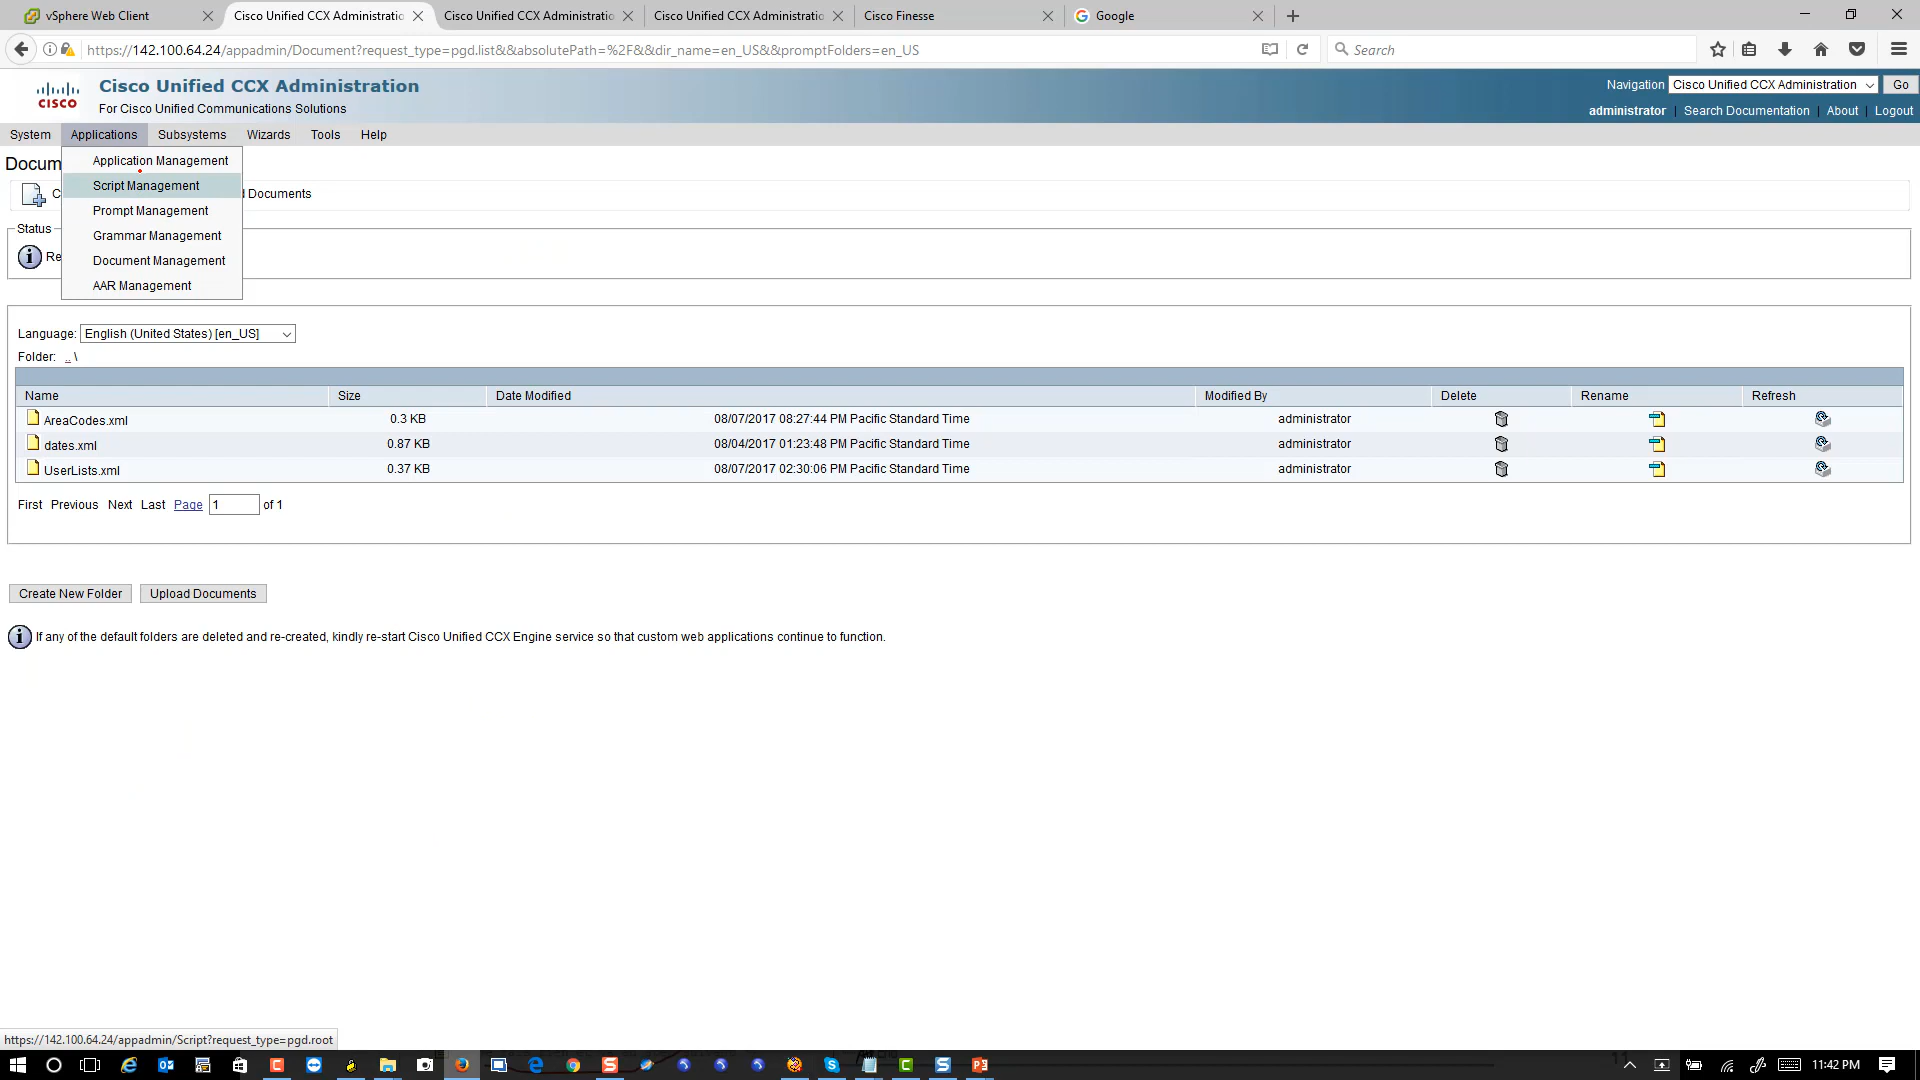 vSphere Web Client
Cisco Unified CCX Administratio
Cisco Unified CCX Administratio
Cisco Unified CCX Administratio
Cisco Finesse
Google
https://142.100.64.24/appadmin/Document?request_type=pgd.list&&absolutePath=%2F&&dir_name=en_US&&promptFolders=en_US
Search
CISCO
Cisco Unified CCX Administration
For Cisco Unified Communications Solutions
Navigation Cisco Unified CCX Administration Go
administrator | Search Documentation | About | Logout
System Applications Subsystems Wizards Tools Help
Application Management
Script Management
Prompt Management
Grammar Management
Document Management
AAR Management
Docum
C
d Documents
Status
Re
Language: English (United States) [en_US]
Folder: .. \
Name Size Date Modified Modified By Delete Rename Refresh
AreaCodes.xml 0.3 KB 08/07/2017 08:27:44 PM Pacific Standard Time administrator
dates.xml 0.87 KB 08/04/2017 01:23:48 PM Pacific Standard Time administrator
UserLists.xml 0.37 KB 08/07/2017 02:30:06 PM Pacific Standard Time administrator
First Previous Next Last Page 1 of 1
Create New Folder Upload Documents
If any of the default folders are deleted and re-created, kindly re-start Cisco Unified CCX Engine service so that custom web applications continue to function.
https://142.100.64.24/appadmin/Script?request_type=pgd.root
11:42 PM